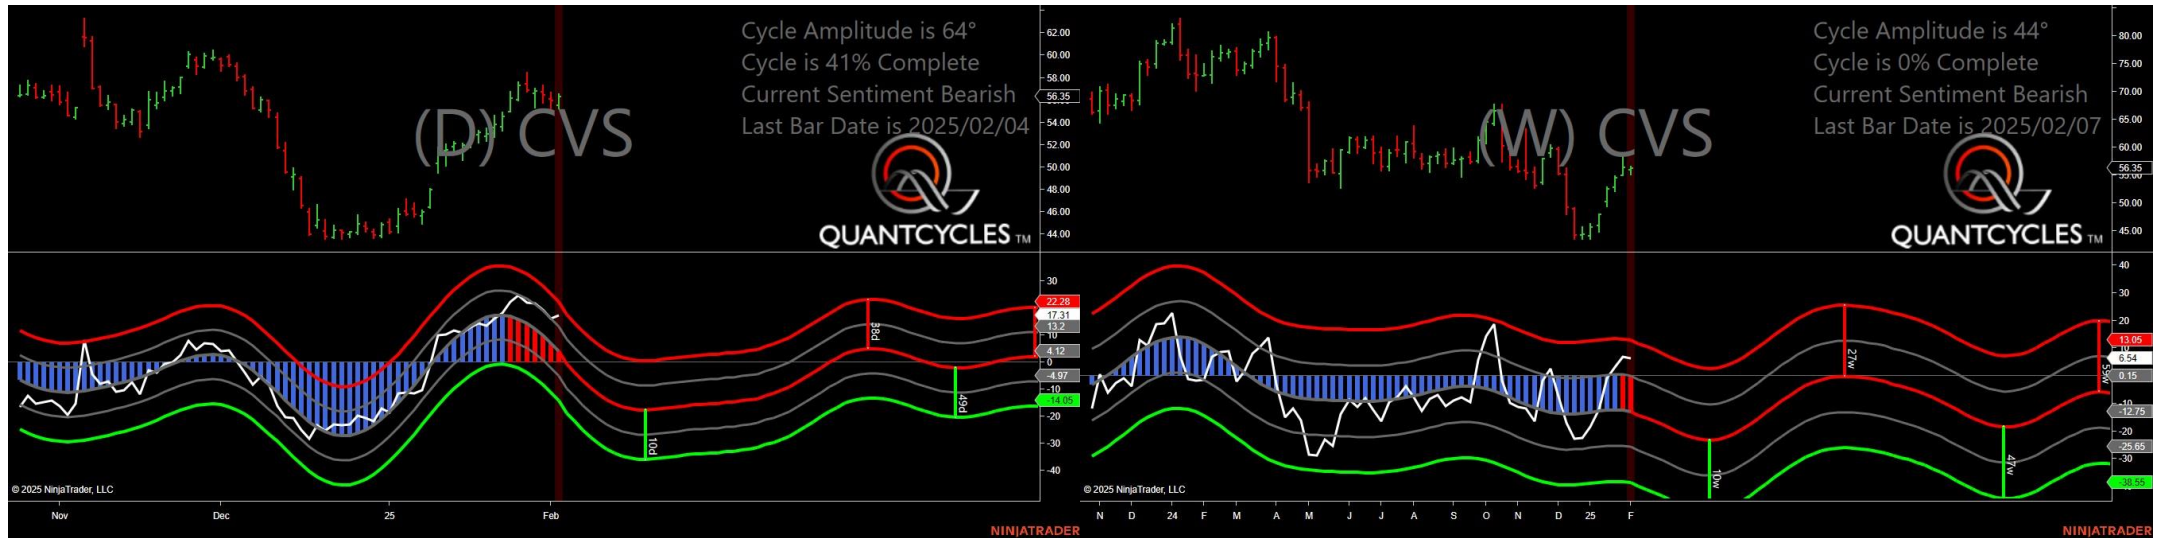 Cycle Amplitude is 64°
Cycle is 41% Complete
Current Sentiment Bearish
Last Bar Date is 2025/02/04
(D) CVS
QUANTCYCLES TM
62.00
60.00
58.00
56.35
54.00
52.00
50.00
48.00
46.00
44.00
30
22.28
17.31
13.2
10
4.12
0
-4.97
-10
-14.05
-20
-30
-40
38d
49d
10d
© 2025 NinjaTrader, LLC
Nov
Dec
25
Feb
NINJATRADER
Cycle Amplitude is 44°
Cycle is 0% Complete
Current Sentiment Bearish
Last Bar Date is 2025/02/07
(W) CVS
QUANTCYCLES TM
80.00
75.00
70.00
65.00
60.00
56.35
55.00
50.00
45.00
40
30
20
13.05
6.54
0.15
-10
-12.75
-20
-25.65
-30
-38.55
27w
10w
47w
© 2025 NinjaTrader, LLC
N D 24 F M A M J J A S O N D 25 F
NINJATRADER